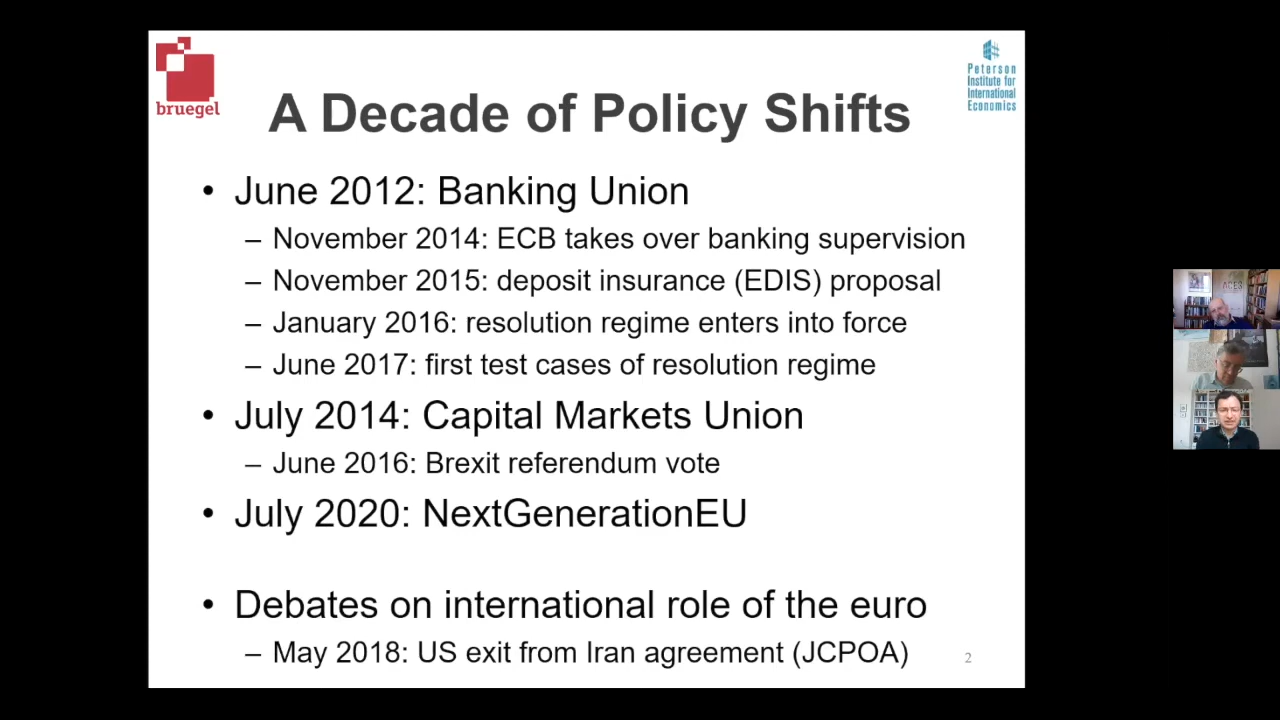 bruegel
Peterson
Institute for
International
Economics
A Decade of Policy Shifts
• June 2012: Banking Union
– November 2014: ECB takes over banking supervision
– November 2015: deposit insurance (EDIS) proposal
– January 2016: resolution regime enters into force
– June 2017: first test cases of resolution regime
• July 2014: Capital Markets Union
– June 2016: Brexit referendum vote
• July 2020: NextGenerationEU
• Debates on international role of the euro
– May 2018: US exit from Iran agreement (JCPOA)
2
ACES